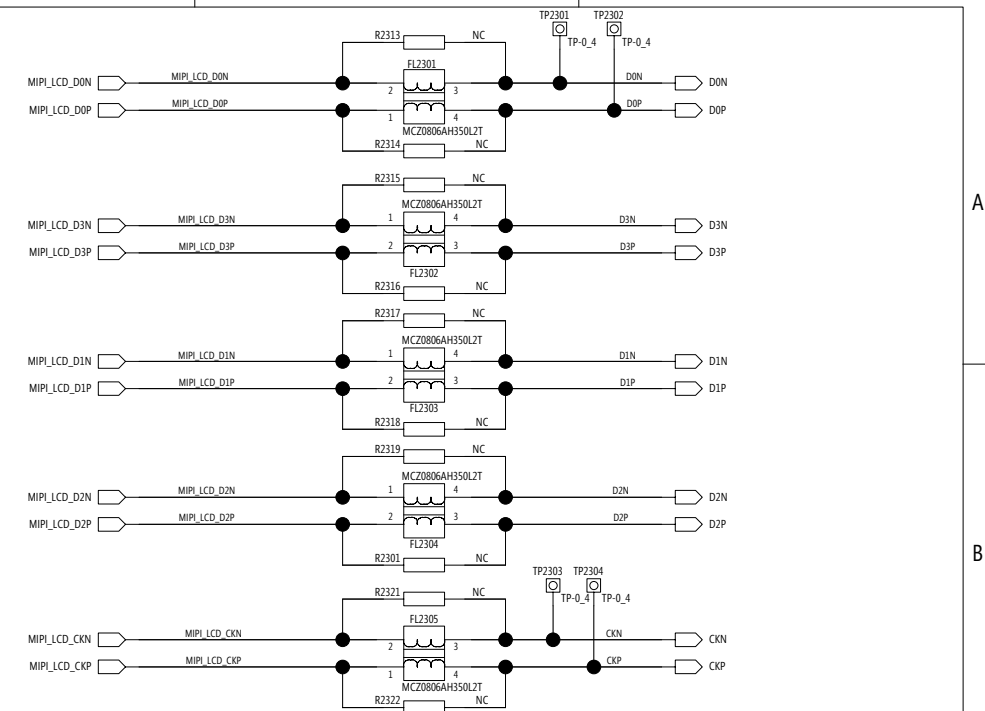 TP2301 TP2302
R2313 NC TP-0_4 TP-0_4
FL2301
MIPI_LCD_D0N MIPI_LCD_D0N 2 3 D0N D0N
MIPI_LCD_D0P MIPI_LCD_D0P 1 4 D0P D0P
MCZ0806AH350L2T
R2314 NC
R2315 NC
MCZ0806AH350L2T
A
MIPI_LCD_D3N MIPI_LCD_D3N 1 4 D3N D3N
MIPI_LCD_D3P MIPI_LCD_D3P 2 3 D3P D3P
FL2302
R2316 NC
R2317 NC
MCZ0806AH350L2T
MIPI_LCD_D1N MIPI_LCD_D1N 1 4 D1N D1N
MIPI_LCD_D1P MIPI_LCD_D1P 2 3 D1P D1P
FL2303
R2318 NC
R2319 NC
MCZ0806AH350L2T
MIPI_LCD_D2N MIPI_LCD_D2N 1 4 D2N D2N
MIPI_LCD_D2P MIPI_LCD_D2P 2 3 D2P D2P
FL2304
B
R2301 NC
TP2303 TP2304
R2321 NC TP-0_4 TP-0_4
FL2305
MIPI_LCD_CKN MIPI_LCD_CKN 2 3 CKN CKN
MIPI_LCD_CKP MIPI_LCD_CKP 1 4 CKP CKP
MCZ0806AH350L2T
R2322 NC